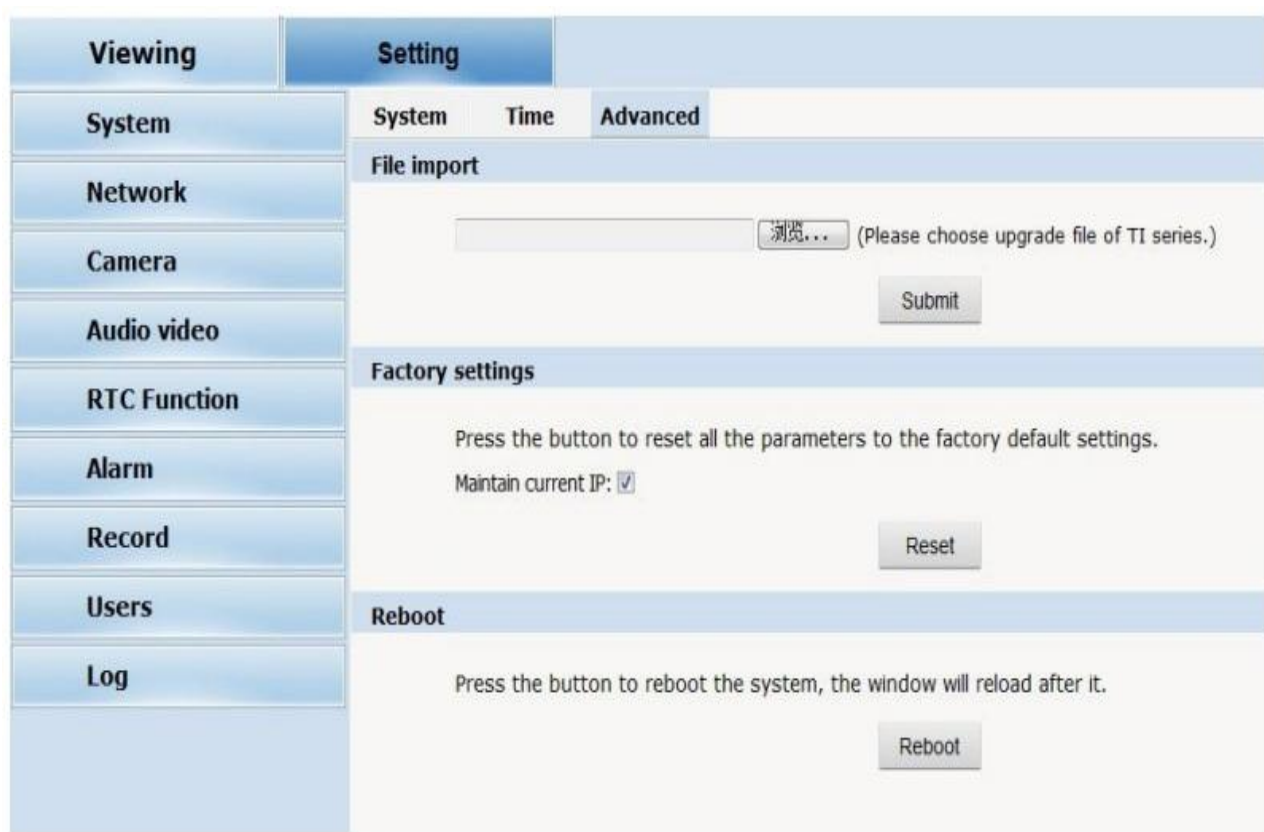 Viewing Setting
System
Network
Camera
Audio video
RTC Function
Alarm
Record
Users
Log
System Time Advanced
File import
浏览... (Please choose upgrade file of TI series.)
Submit
Factory settings
Press the button to reset all the parameters to the factory default settings.
Maintain current IP:
Reset
Reboot
Press the button to reboot the system, the window will reload after it.
Reboot